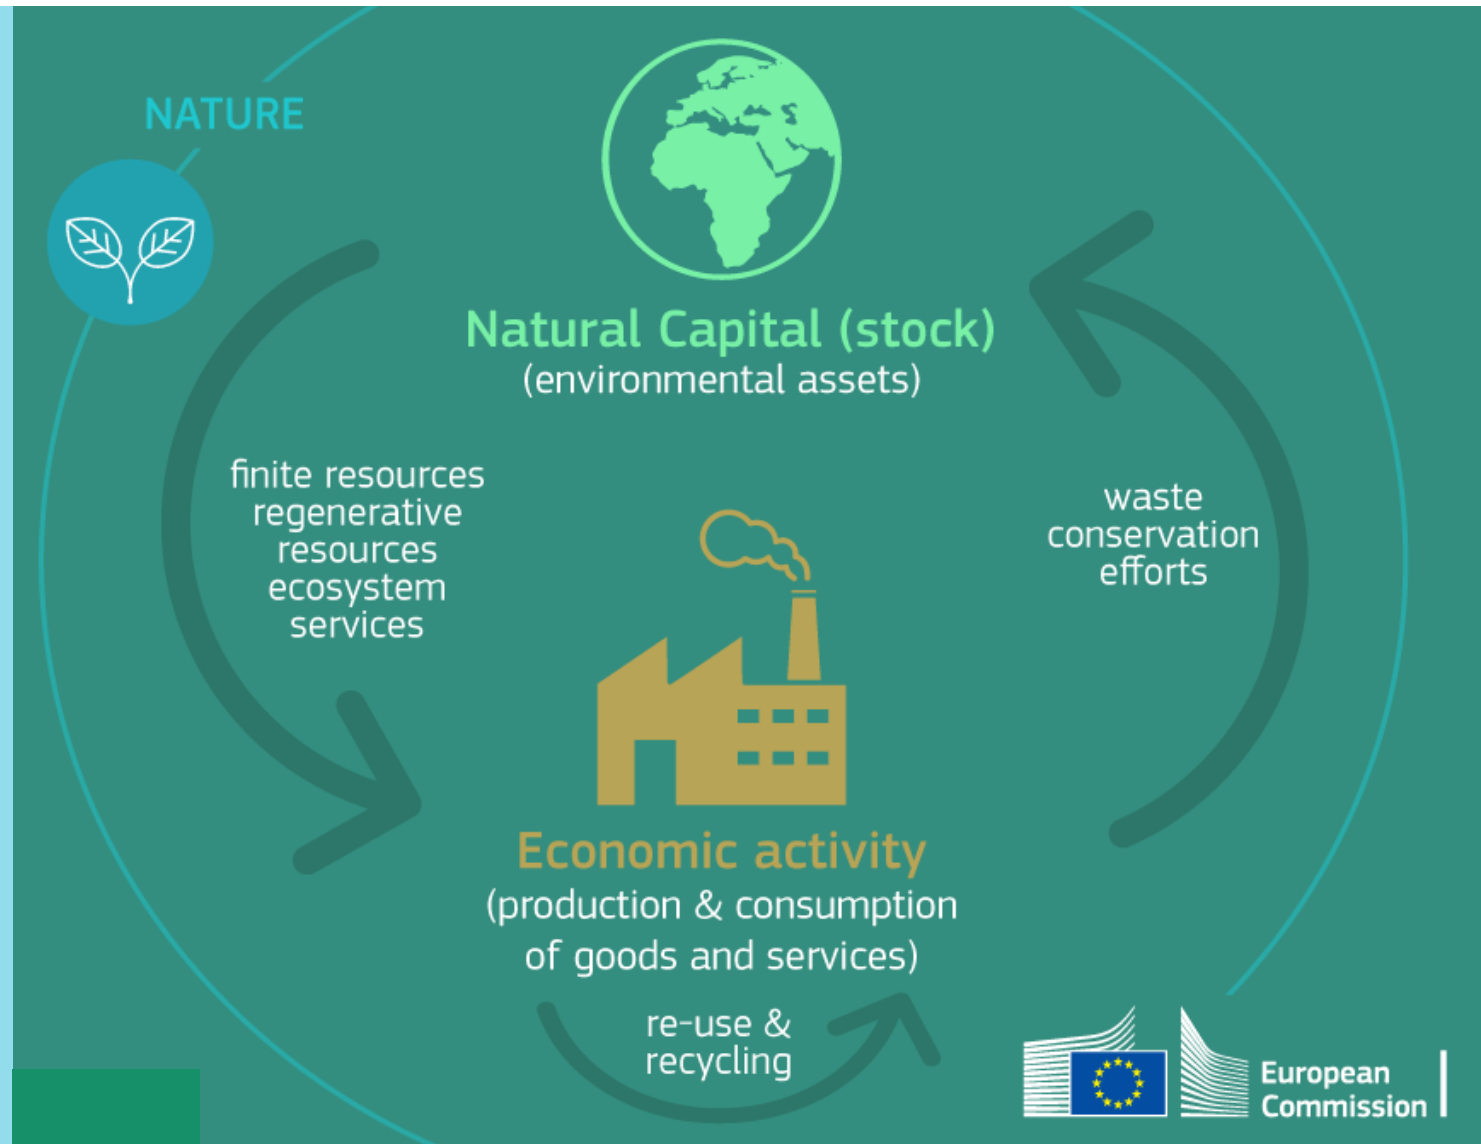 NATURE
Natural Capital (stock)
(environmental assets)
finite resources
regenerative
resources
ecosystem
services
waste
conservation
efforts
Economic activity
(production & consumption
of goods and services)
re-use &
recycling
European
Commission